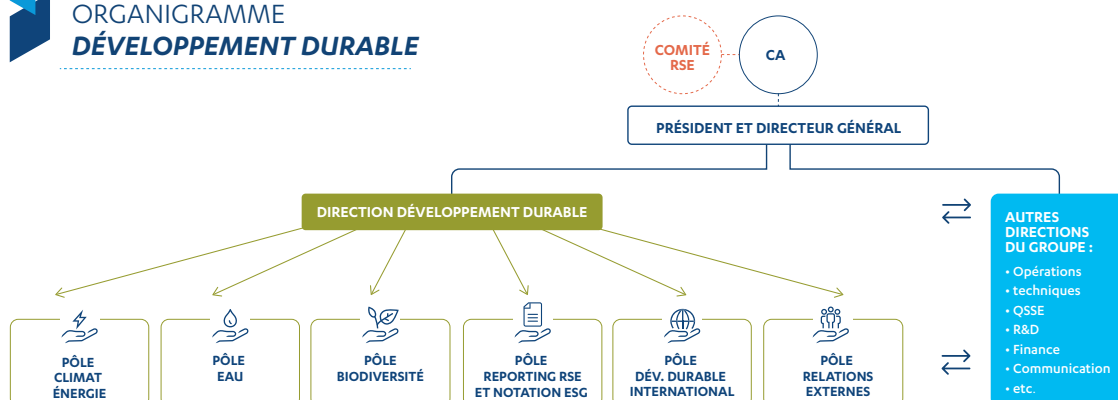 ORGANIGRAMME
DÉVELOPPEMENT DURABLE
COMITÉ
RSE
CA
PRÉSIDENT ET DIRECTEUR GÉNÉRAL
DIRECTION DÉVELOPPEMENT DURABLE
AUTRES
DIRECTIONS
DU GROUPE :
• Opérations
• techniques
• QSSE
• R&D
• Finance
• Communication
• etc.
PÔLE
CLIMAT
ÉNERGIE
PÔLE
EAU
PÔLE
BIODIVERSITÉ
PÔLE
REPORTING RSE
ET NOTATION ESG
PÔLE
DÉV. DURABLE
INTERNATIONAL
PÔLE
RELATIONS
EXTERNES